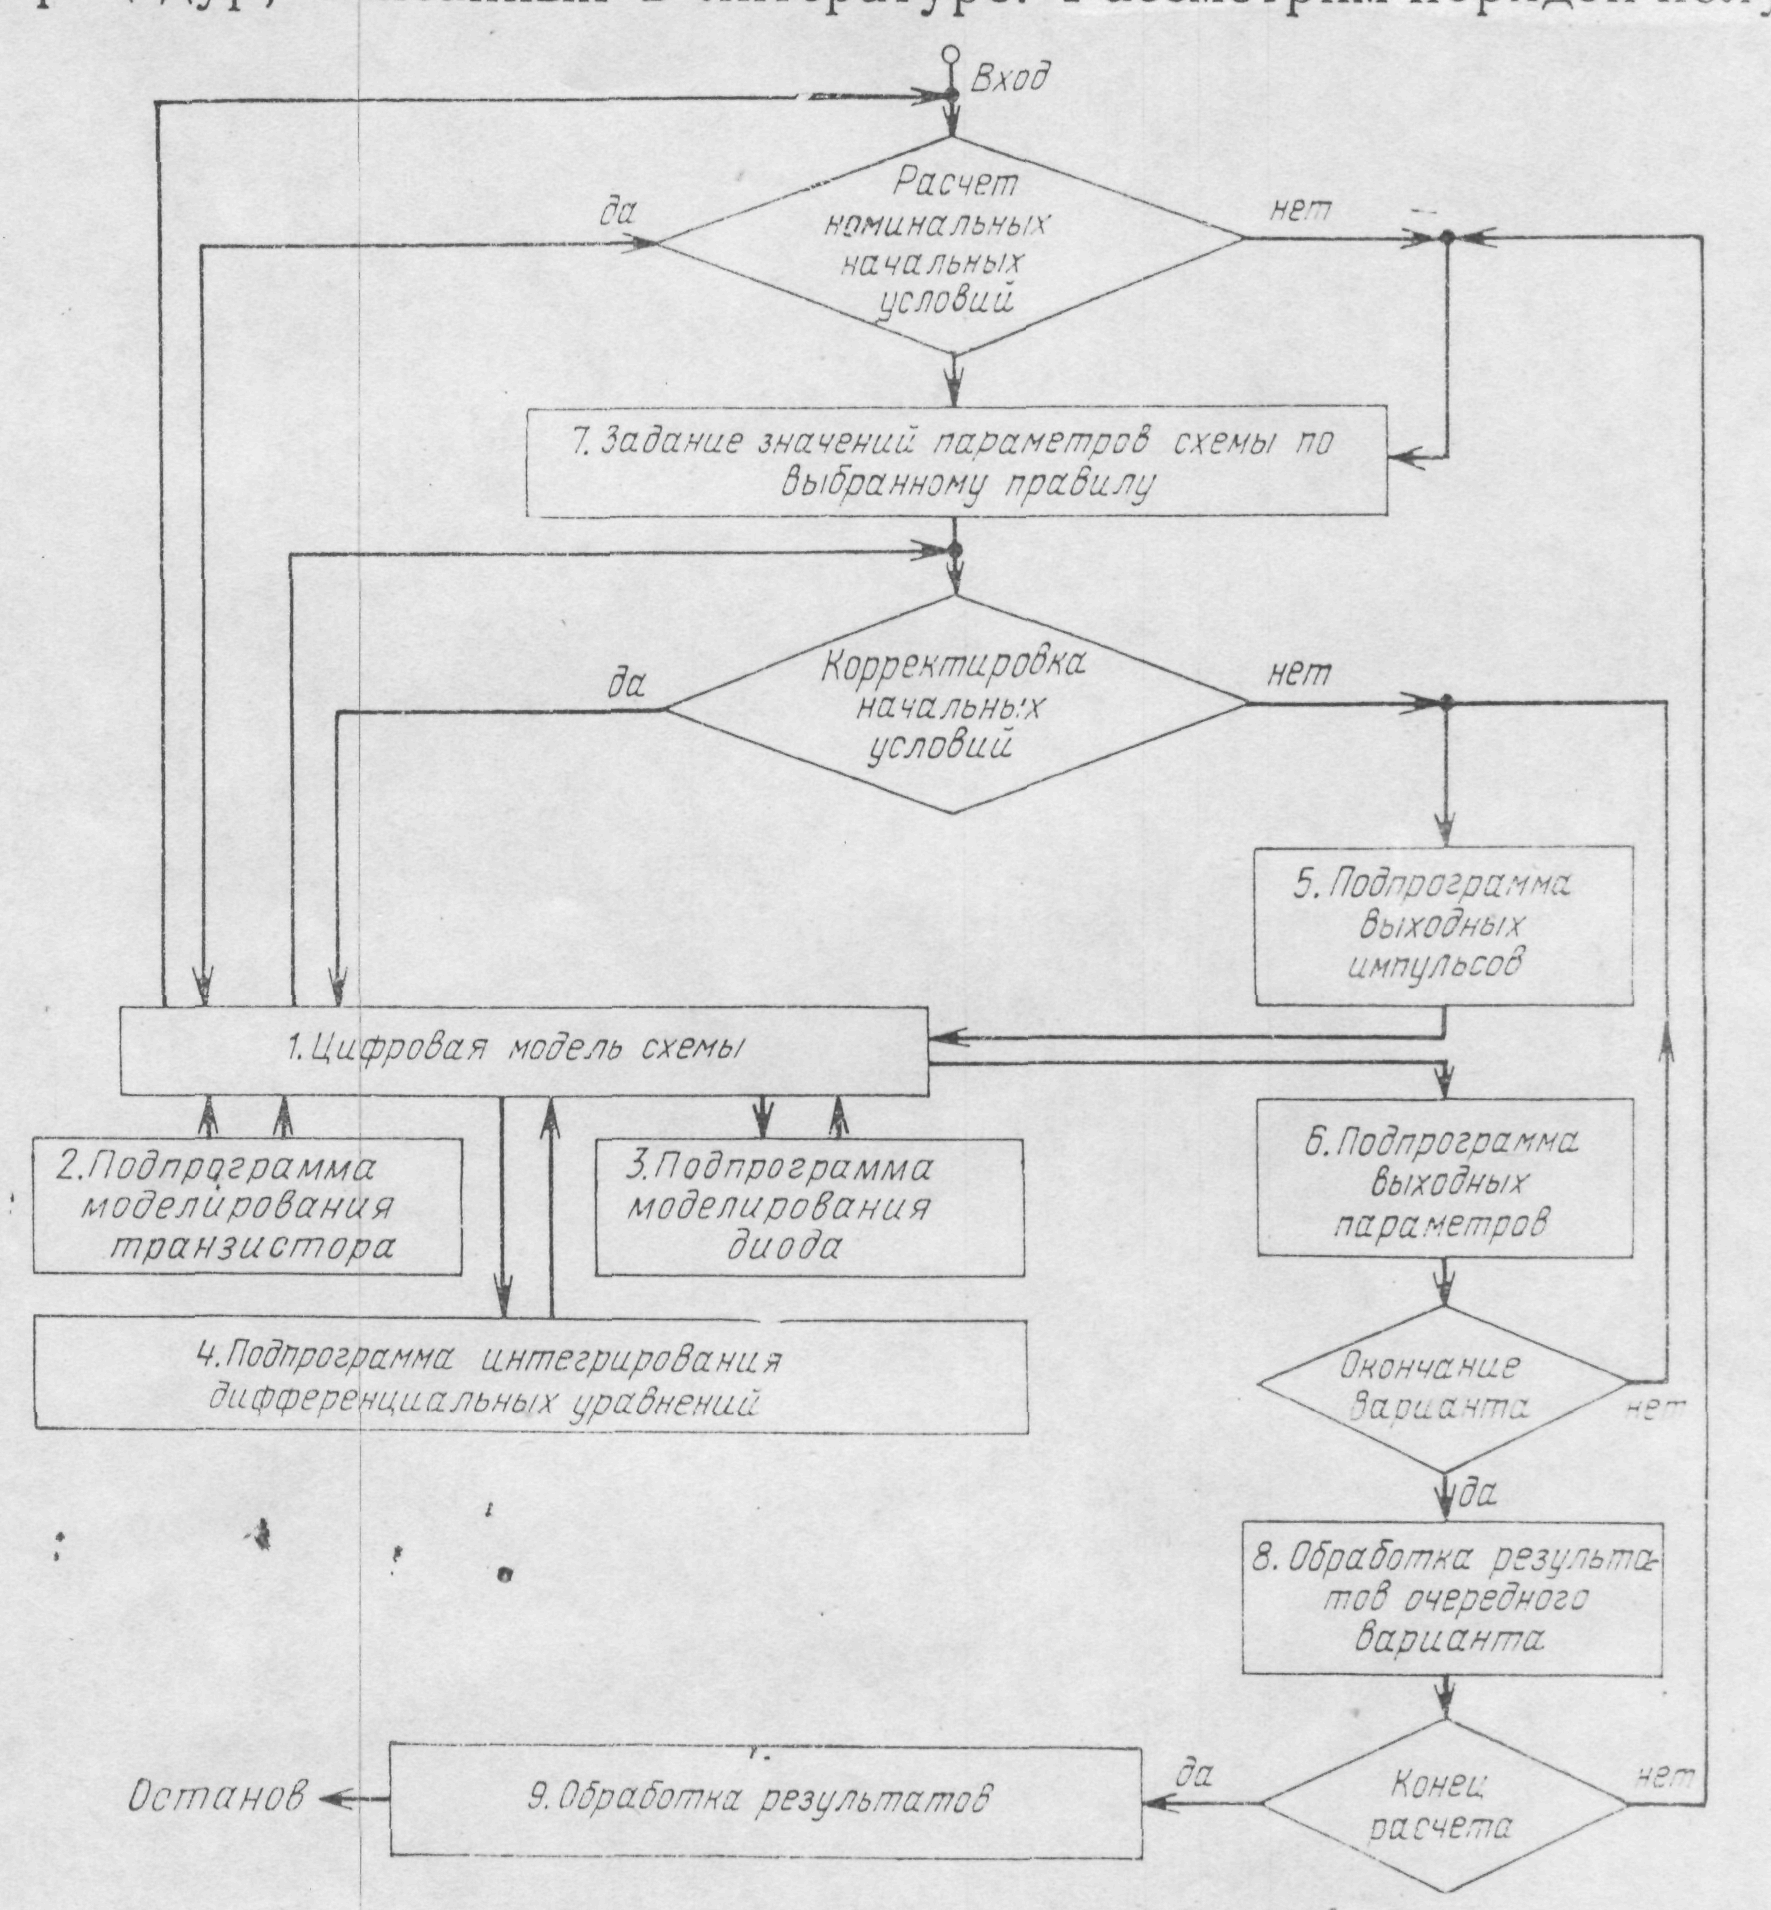 в литературе. Рассмотрим порядок
Вход
Расчет
номинальных
начальных
условий
да
нет
7. Задание значений параметров схемы по
выбранному правилу
Корректировка
начальных
условий
да
нет
5. Подпрограмма
выходных
импульсов
1. Цифровая модель схемы
2. Подпрограмма
моделирования
транзистора
3. Подпрограмма
моделирования
диода
6. Подпрограмма
выходных
параметров
4. Подпрограмма интегрирования
дифференциальных уравнений
Окончание
варианта
нет
да
8. Обработка результа-
тов очередного
варианта
Останов
9. Обработка результатов
да
Конец
расчета
нет